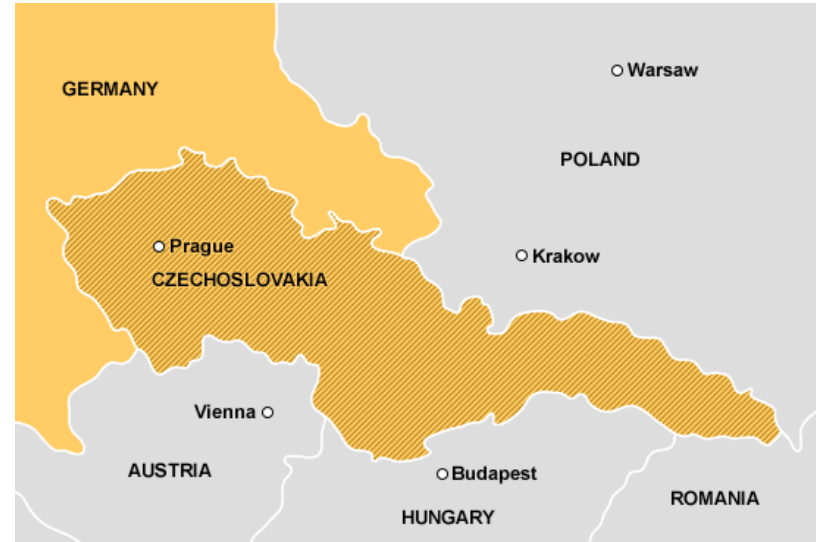 Warsaw
GERMANY
POLAND
Prague
Krakow
CZECHOSLOVAKIA
Vienna
AUSTRIA
Budapest
ROMANIA
HUNGARY